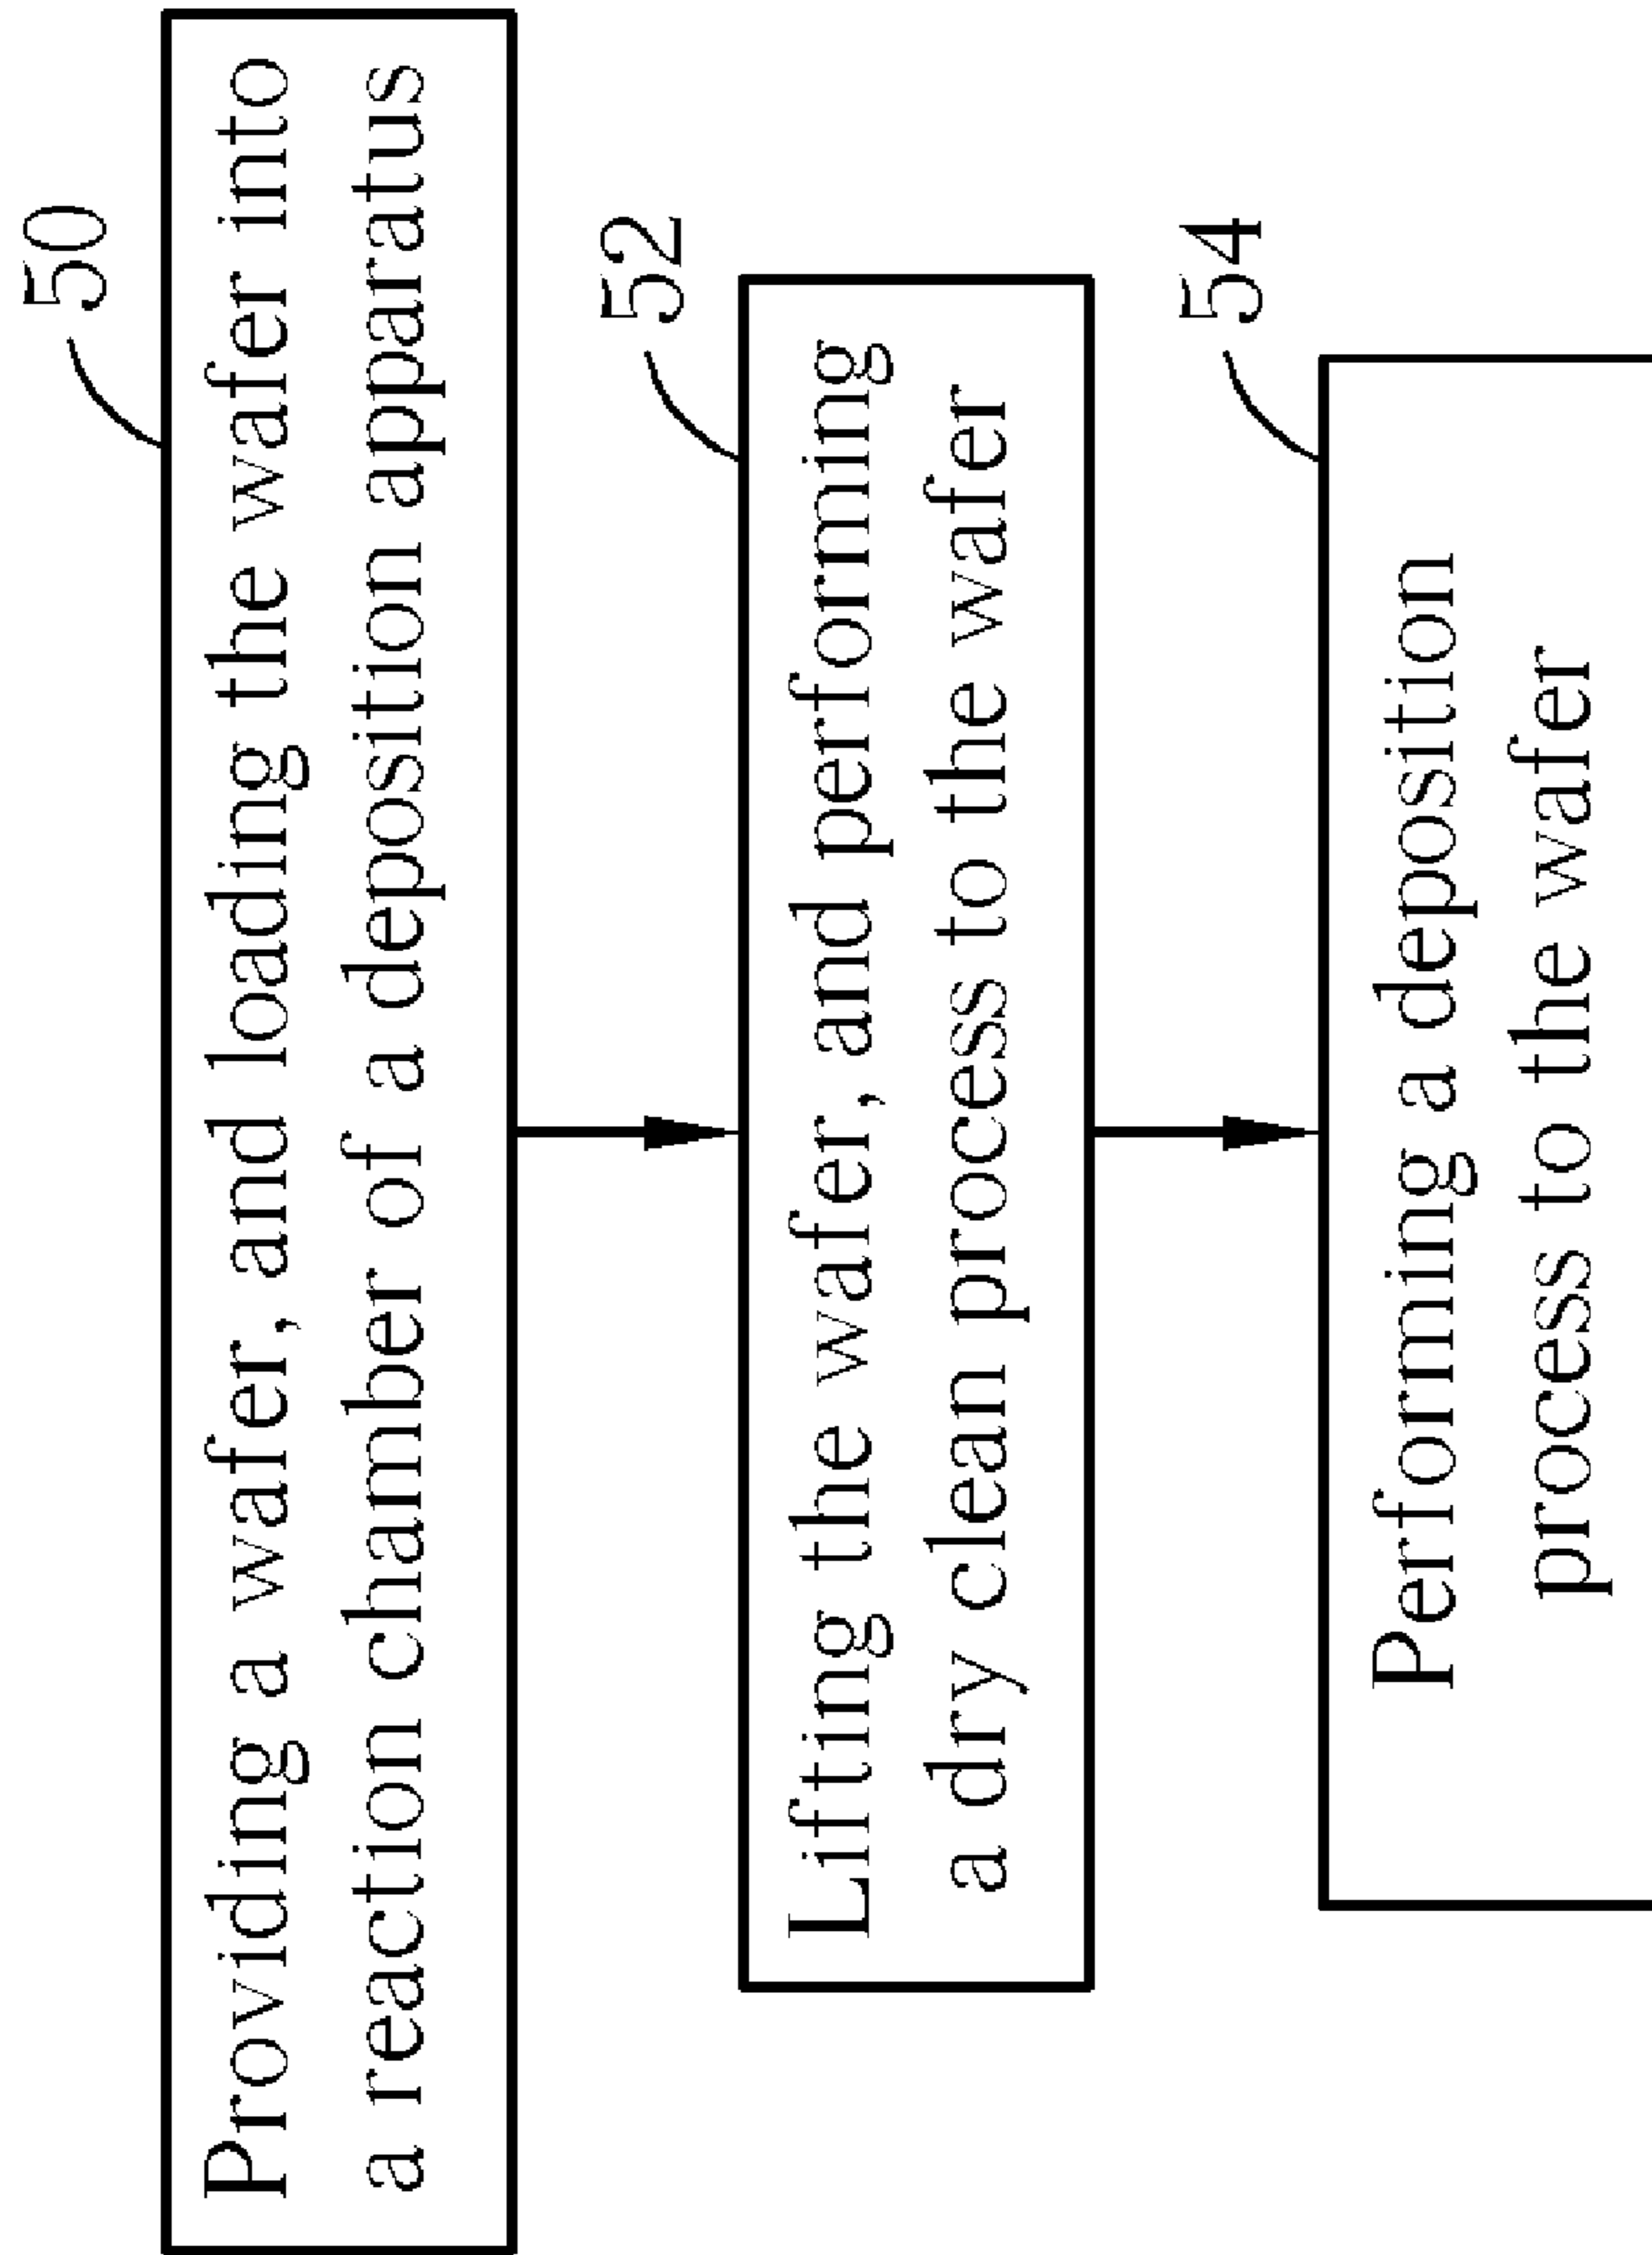 50
Providing a wafer, and loading the wafer into
a reaction chamber of a deposition apparatus
52
Lifting the wafer, and performing
a dry clean process to the wafer
54
Performing a deposition
process to the wafer